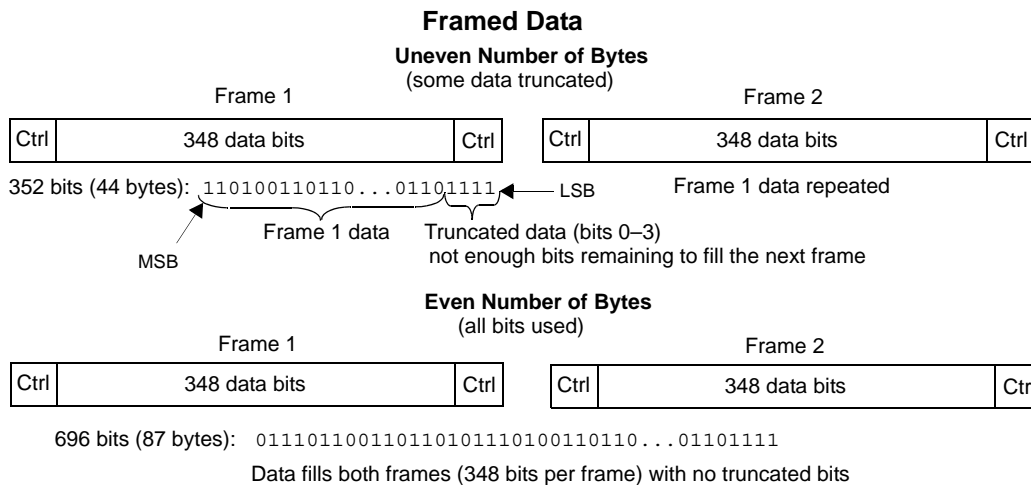 Framed Data
Uneven Number of Bytes
(some data truncated)
Frame 1
Frame 2
Ctrl 348 data bits Ctrl
Ctrl 348 data bits Ctrl
352 bits (44 bytes): 110100110110...01101111
LSB
Frame 1 data repeated
Frame 1 data
Truncated data (bits 0–3)
not enough bits remaining to fill the next frame
MSB
Even Number of Bytes
(all bits used)
Frame 1
Frame 2
Ctrl 348 data bits Ctrl
Ctrl 348 data bits Ctr
696 bits (87 bytes): 0111011001101101011101001101​10...01101111
Data fills both frames (348 bits per frame) with no truncated bits